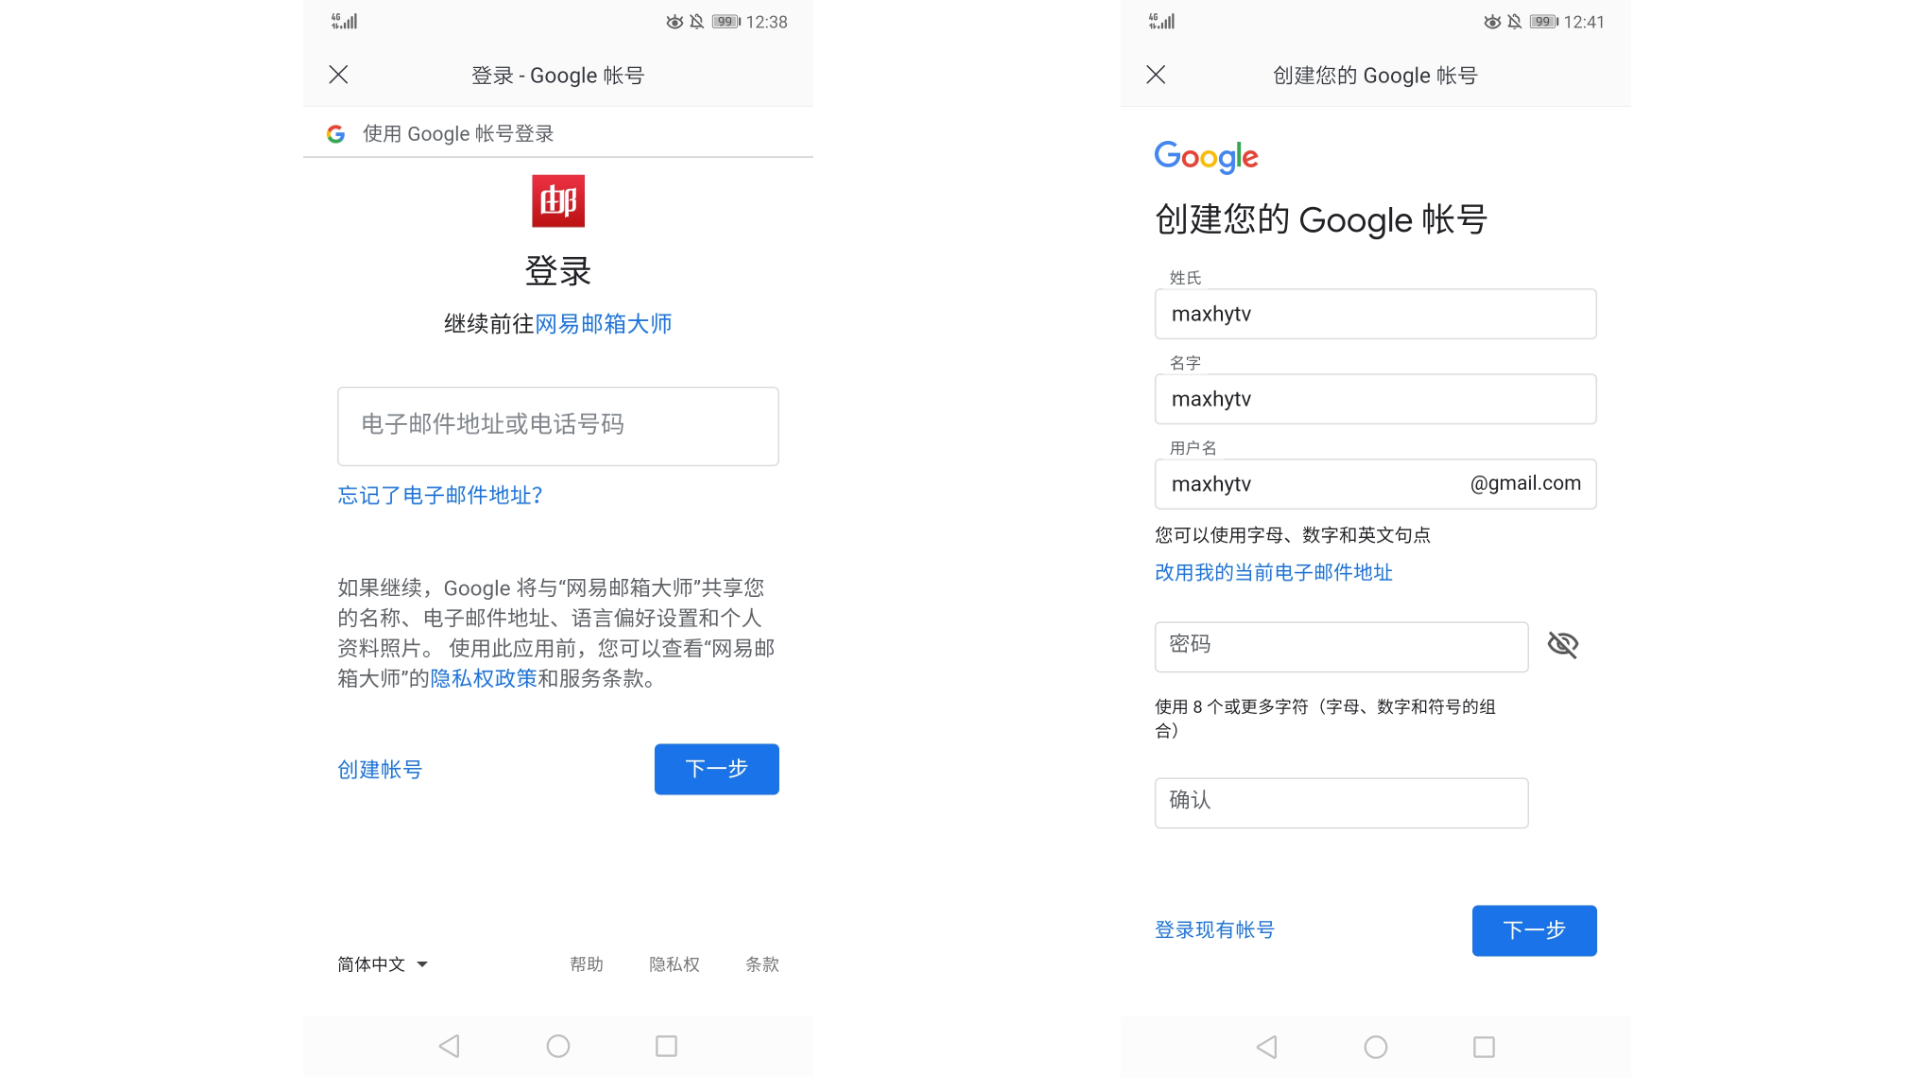 4G
99
12:38
登录 - Google 帐号
使用 Google 帐号登录
邮
登录
继续前往网易邮箱大师
电子邮件地址或电话号码
忘记了电子邮件地址？
如果继续，Google 将与“网易邮箱大师”共享您
的名称、电子邮件地址、语言偏好设置和个人
资料照片。 使用此应用前，您可以查看“网易邮
箱大师”的隐私权政策和服务条款。
创建帐号
下一步
简体中文
帮助
隐私权
条款
4G
99
12:41
创建您的 Google 帐号
Google
创建您的 Google 帐号
姓氏
maxhytv
名字
maxhytv
用户名
maxhytv @gmail.com
您可以使用字母、数字和英文句点
改用我的当前电子邮件地址
密码
使用 8 个或更多字符（字母、数字和符号的组
合）
确认
登录现有帐号
下一步